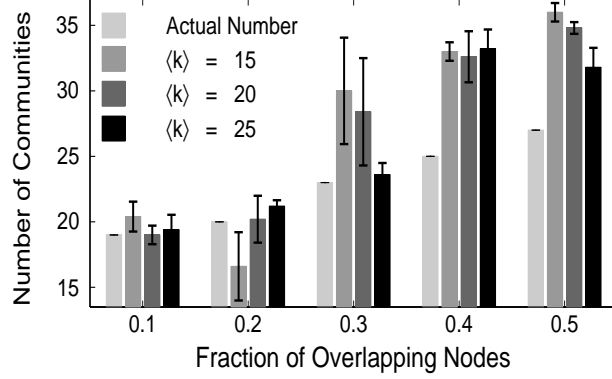 Number of Communities
35
30
25
20
15
Actual Number
⟨k⟩ = 15
⟨k⟩ = 20
⟨k⟩ = 25
0.1 0.2 0.3 0.4 0.5
Fraction of Overlapping Nodes